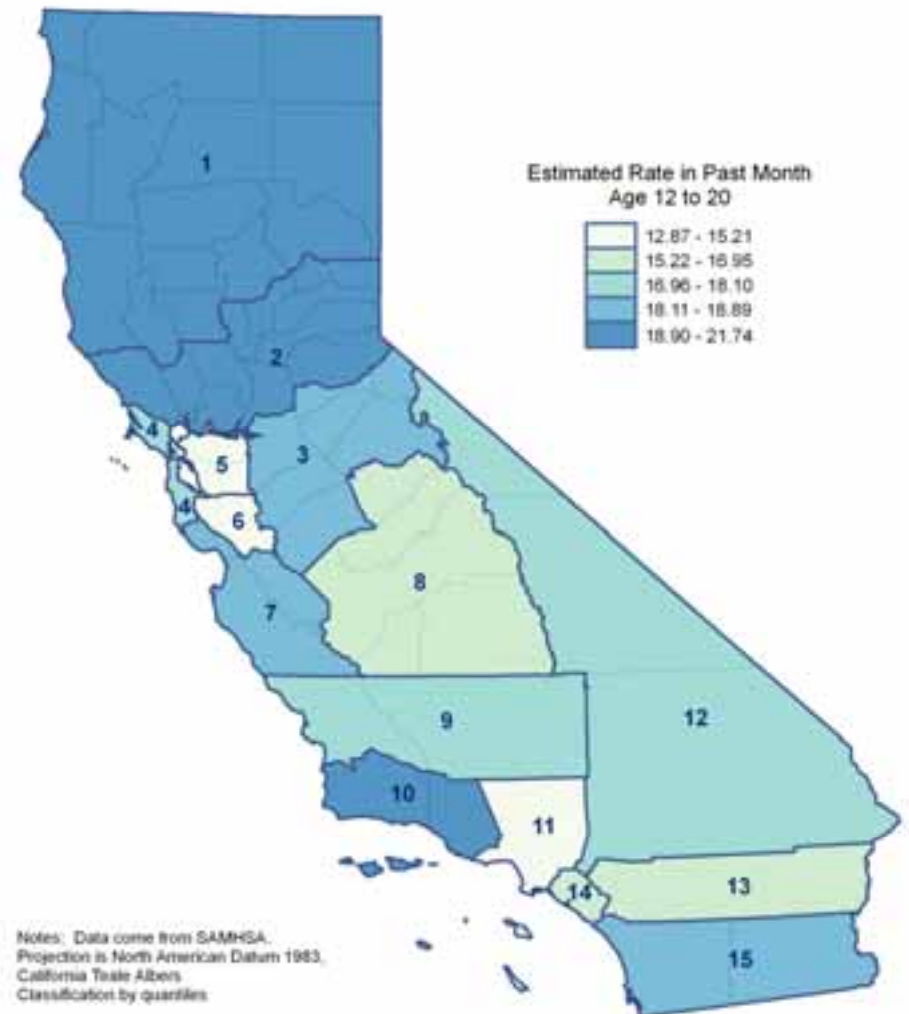 Estimated Rate in Past Month
Age 12 to 20
12.87 - 15.21
15.22 - 16.95
16.96 - 18.10
18.11 - 18.89
18.90 - 21.74
1
2
3
4
5
4
6
7
8
9
12
10
11
14
13
15
Notes: Data come from SAMHSA.
Projection is North American Datum 1983,
California Teale Albers
Classification by quantiles